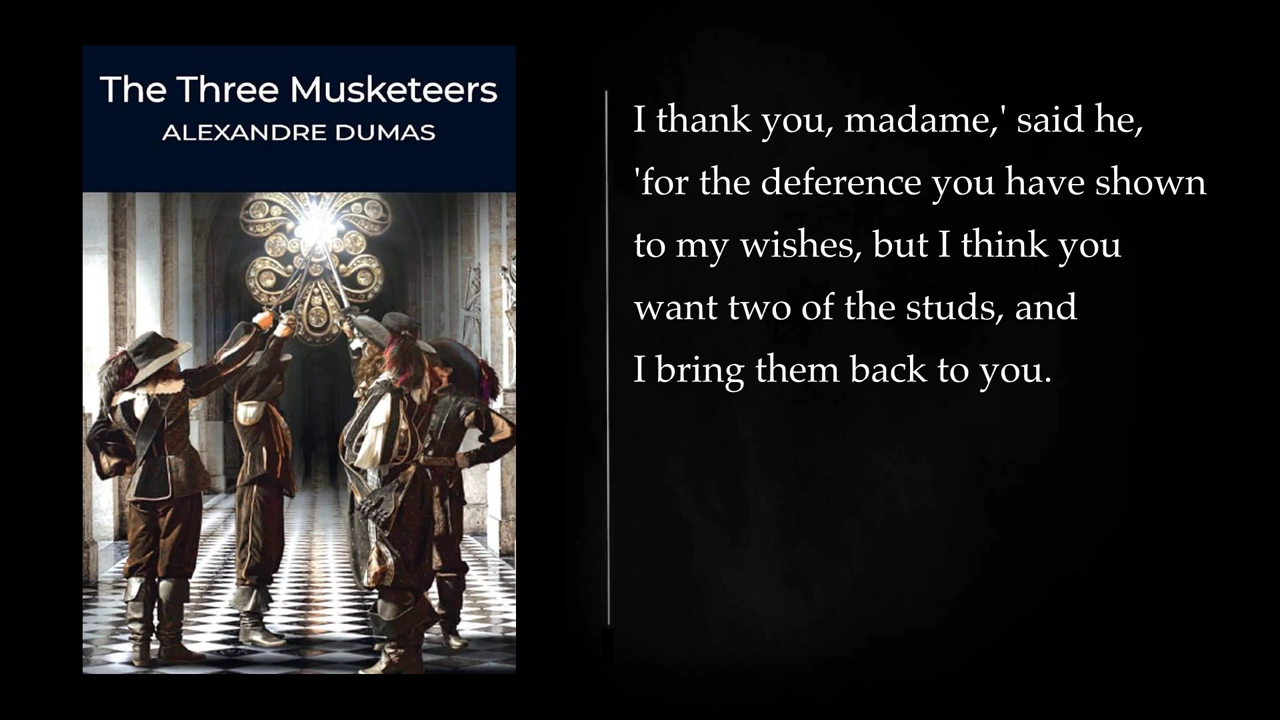 The Three Musketeers
ALEXANDRE DUMAS
I thank you, madame,' said he,
'for the deference you have shown
to my wishes, but I think you
want two of the studs, and
I bring them back to you.